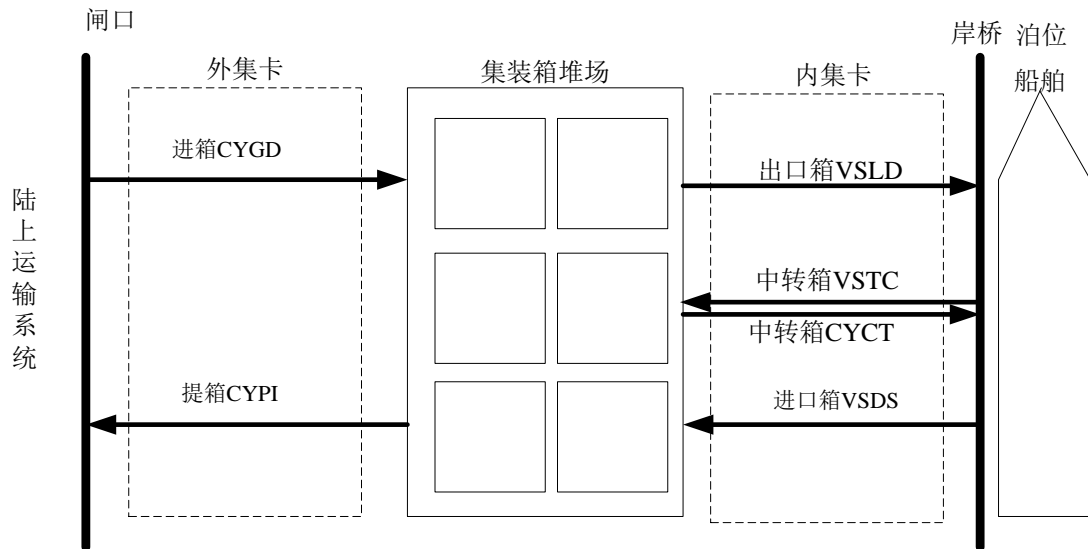 闸口
岸桥
泊位
外集卡
集装箱堆场
内集卡
船舶
进箱CYGD
出口箱VSLD
陆上运输系统
中转箱VSTC
中转箱CYCT
提箱CYPI
进口箱VSDS